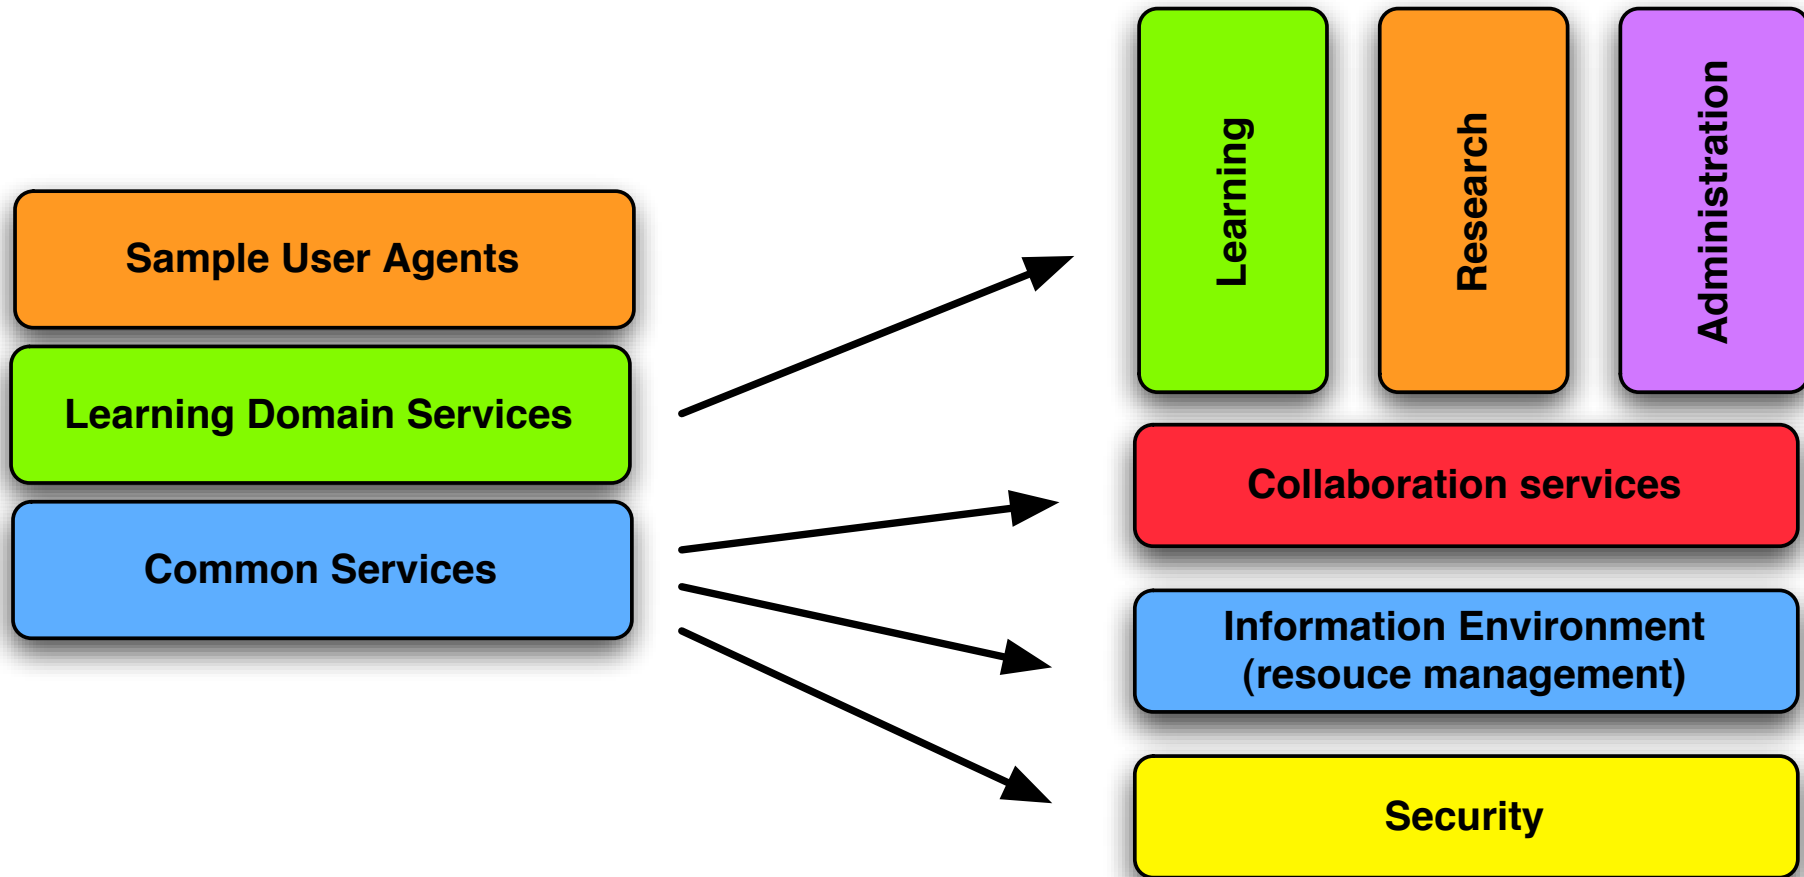 Sample User Agents
Learning Domain Services
Common Services
Learning
Research
Administration
Collaboration services
Information Environment
(resouce management)
Security